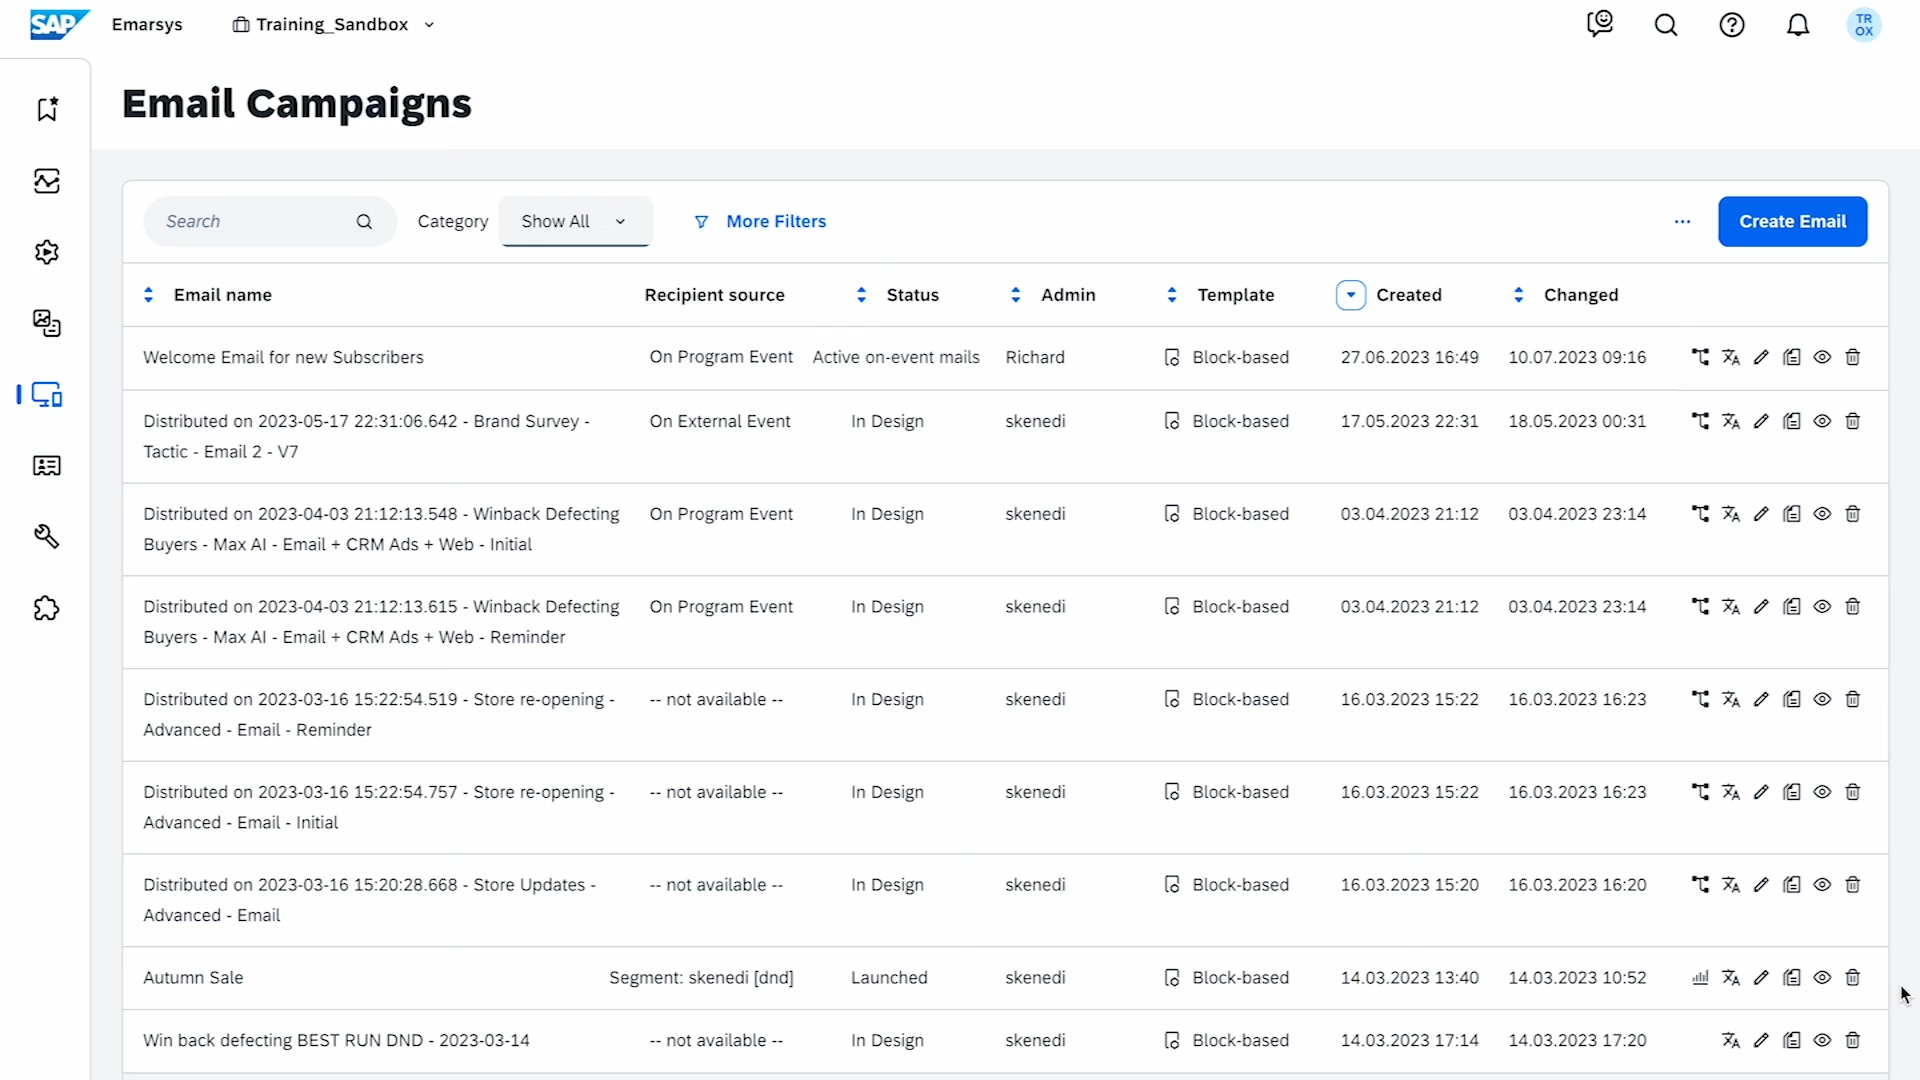 SAP Emarsys Training_Sandbox TR OX
Email Campaigns
Search Category Show All More Filters ... Create Email
Email name Recipient source Status Admin Template Created Changed
Welcome Email for new Subscribers On Program Event Active on-event mails Richard Block-based 27.06.2023 16:49 10.07.2023 09:16
Distributed on 2023-05-17 22:31:06.642 - Brand Survey - On External Event In Design skenedi Block-based 17.05.2023 22:31 18.05.2023 00:31
Tactic - Email 2 - V7
Distributed on 2023-04-03 21:12:13.548 - Winback Defecting On Program Event In Design skenedi Block-based 03.04.2023 21:12 03.04.2023 23:14
Buyers - Max AI - Email + CRM Ads + Web - Initial
Distributed on 2023-04-03 21:12:13.615 - Winback Defecting On Program Event In Design skenedi Block-based 03.04.2023 21:12 03.04.2023 23:14
Buyers - Max AI - Email + CRM Ads + Web - Reminder
Distributed on 2023-03-16 15:22:54.519 - Store re-opening - -- not available -- In Design skenedi Block-based 16.03.2023 15:22 16.03.2023 16:23
Advanced - Email - Reminder
Distributed on 2023-03-16 15:22:54.757 - Store re-opening - -- not available -- In Design skenedi Block-based 16.03.2023 15:22 16.03.2023 16:23
Advanced - Email - Initial
Distributed on 2023-03-16 15:20:28.668 - Store Updates - -- not available -- In Design skenedi Block-based 16.03.2023 15:20 16.03.2023 16:20
Advanced - Email
Autumn Sale Segment: skenedi [dnd] Launched skenedi Block-based 14.03.2023 13:40 14.03.2023 10:52
Win back defecting BEST RUN DND - 2023-03-14 -- not available -- In Design skenedi Block-based 14.03.2023 17:14 14.03.2023 17:20